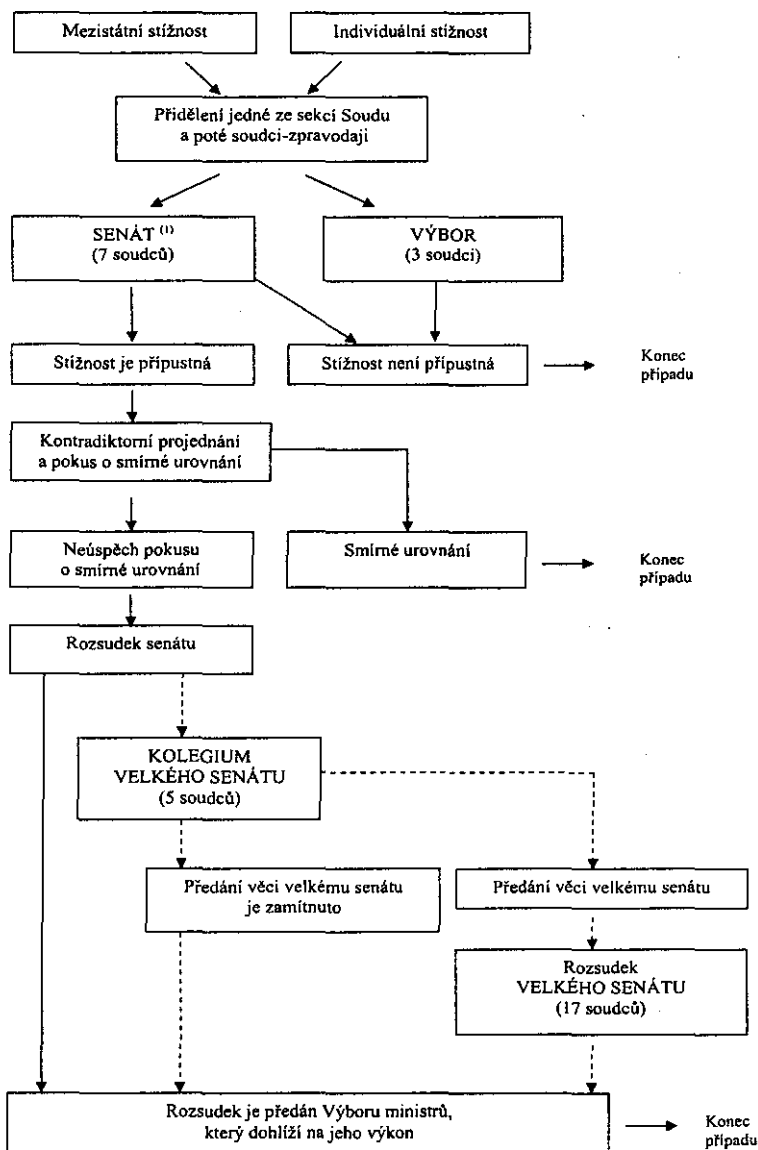 Mezistátní stížnost
Individuální stížnost
Přidělení jedné ze sekcí Soudu
a poté soudci-zpravodaji
SENÁT (1)
(7 soudců)
VÝBOR
(3 soudci)
Stížnost je přípustná
Stížnost není přípustná
Konec
případu
Kontradiktorní projednání
a pokus o smírné urovnání
Neúspěch pokusu
o smírné urovnání
Smírné urovnání
Konec
případu
Rozsudek senátu
KOLEGIUM
VELKÉHO SENÁTU
(5 soudců)
Předání věci velkému senátu
je zamítnuto
Předání věci velkému senátu
Rozsudek
VELKÉHO SENÁTU
(17 soudců)
Rozsudek je předán Výboru ministrů,
který dohlíží na jeho výkon
Konec
případu